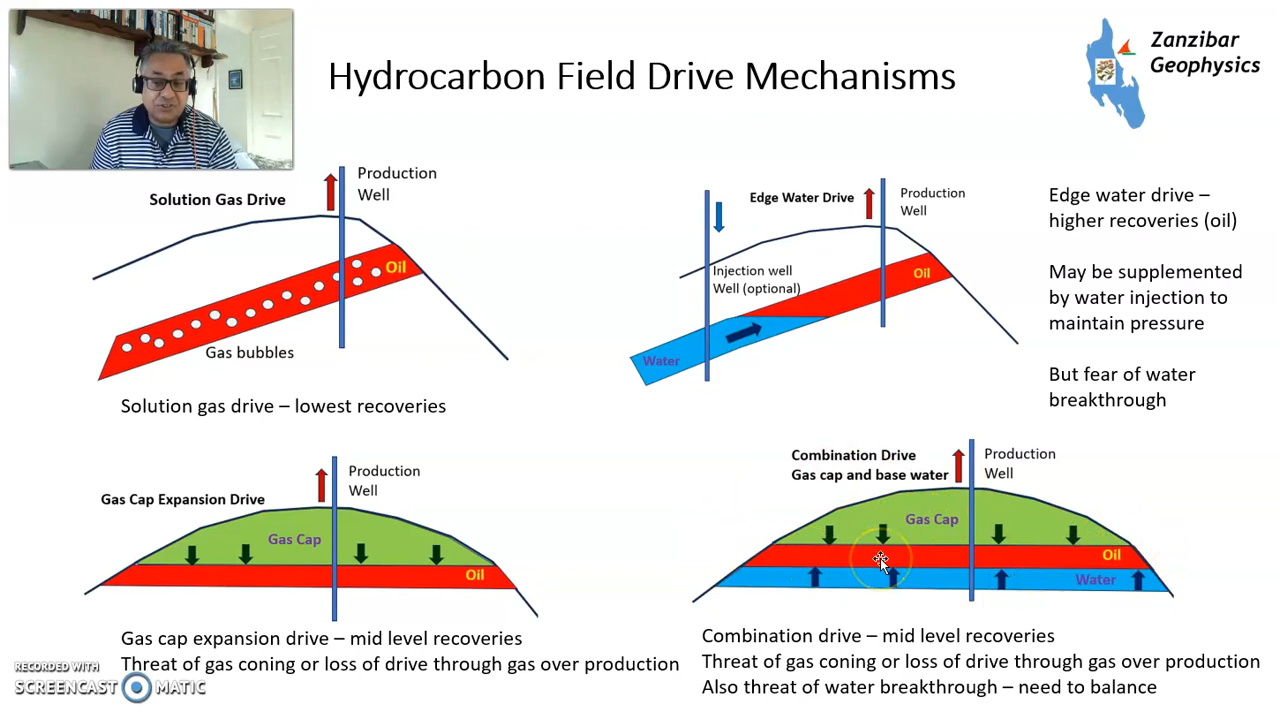 Hydrocarbon Field Drive Mechanisms
Zanzibar
Geophysics
Solution Gas Drive
Production
Well
Oil
Gas bubbles
Solution gas drive – lowest recoveries
Edge Water Drive
Production
Well
Injection well
Well (optional)
Oil
Water
Edge water drive –
higher recoveries (oil)
May be supplemented
by water injection to
maintain pressure
But fear of water
breakthrough
Gas Cap Expansion Drive
Production
Well
Gas Cap
Oil
Gas cap expansion drive – mid level recoveries
Threat of gas coning or loss of drive through gas over production
Combination Drive
Gas cap and base water
Production
Well
Gas Cap
Oil
Water
Combination drive – mid level recoveries
Threat of gas coning or loss of drive through gas over production
Also threat of water breakthrough – need to balance
RECORDED WITH
SCREENCAST MATIC